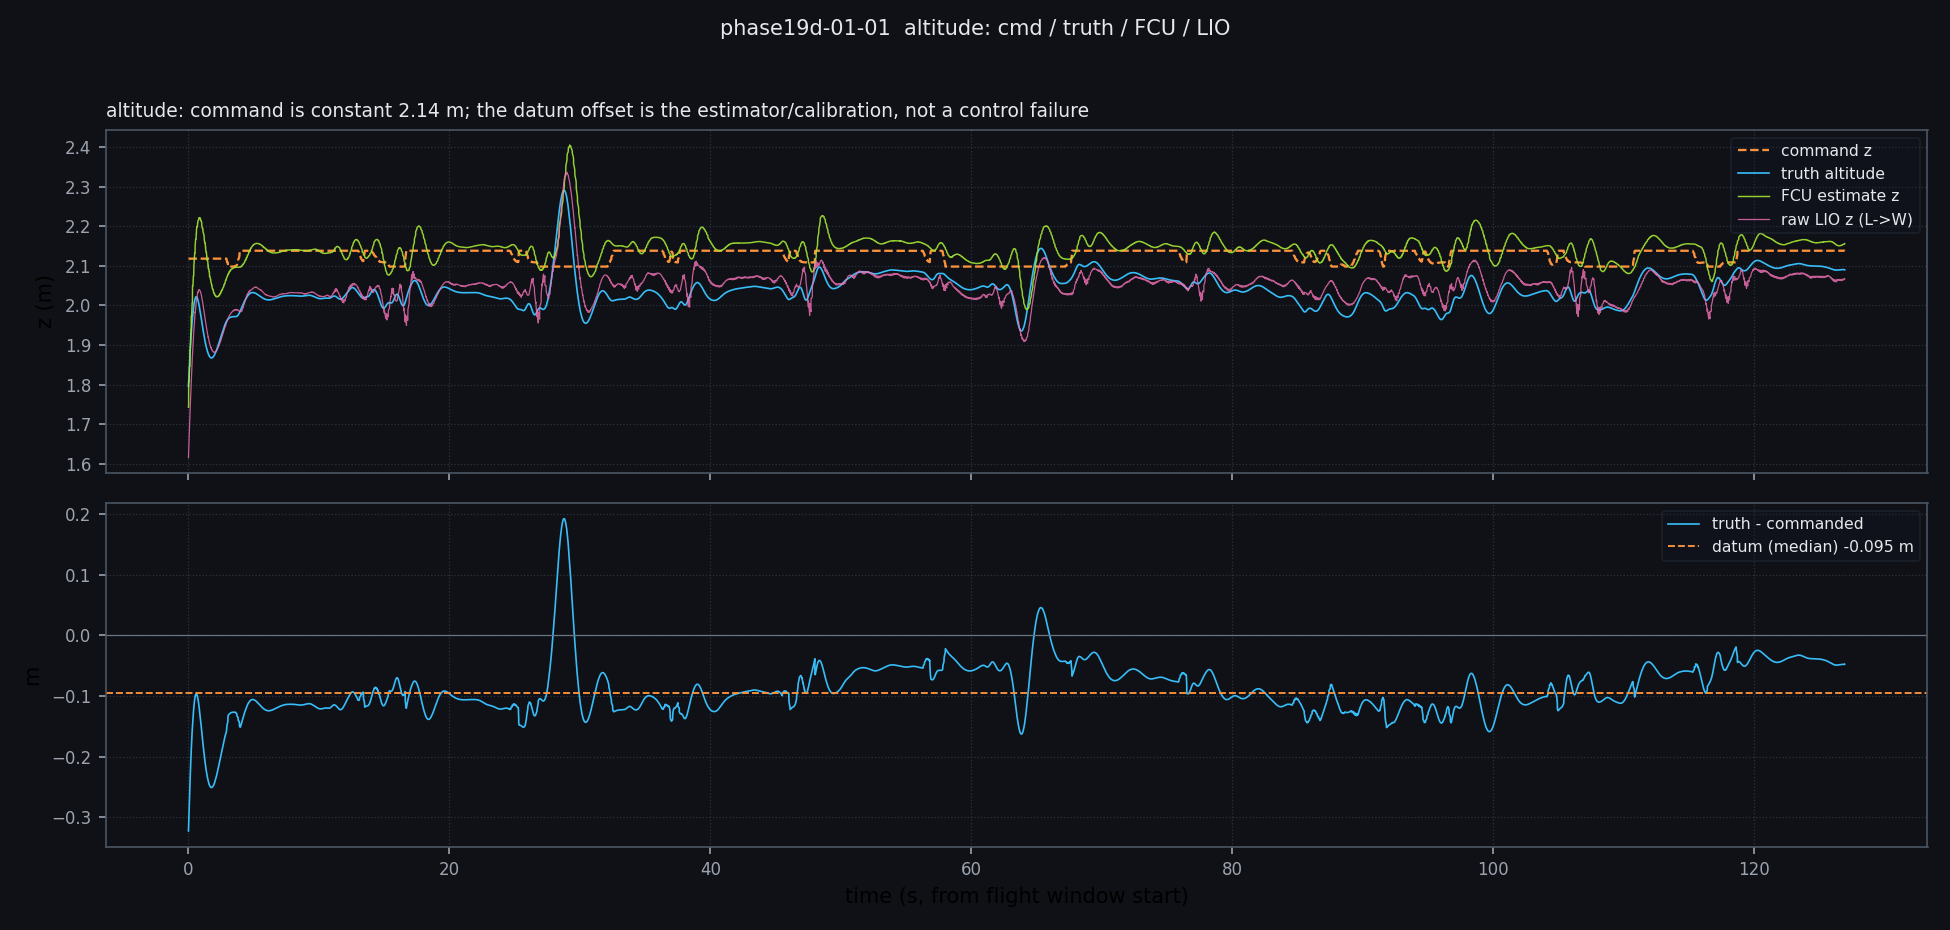 phase19d-01-01  altitude: cmd / truth / FCU / LIO
altitude: command is constant 2.14 m; the datum offset is the estimator/calibration, not a control failure
z (m)
2.4
2.3
2.2
2.1
2.0
1.9
1.8
1.7
1.6
command z
truth altitude
FCU estimate z
raw LIO z (L->W)
m
0.2
0.1
0.0
−0.1
−0.2
−0.3
truth - commanded
datum (median) -0.095 m
0
20
40
60
80
100
120
time (s, from flight window start)